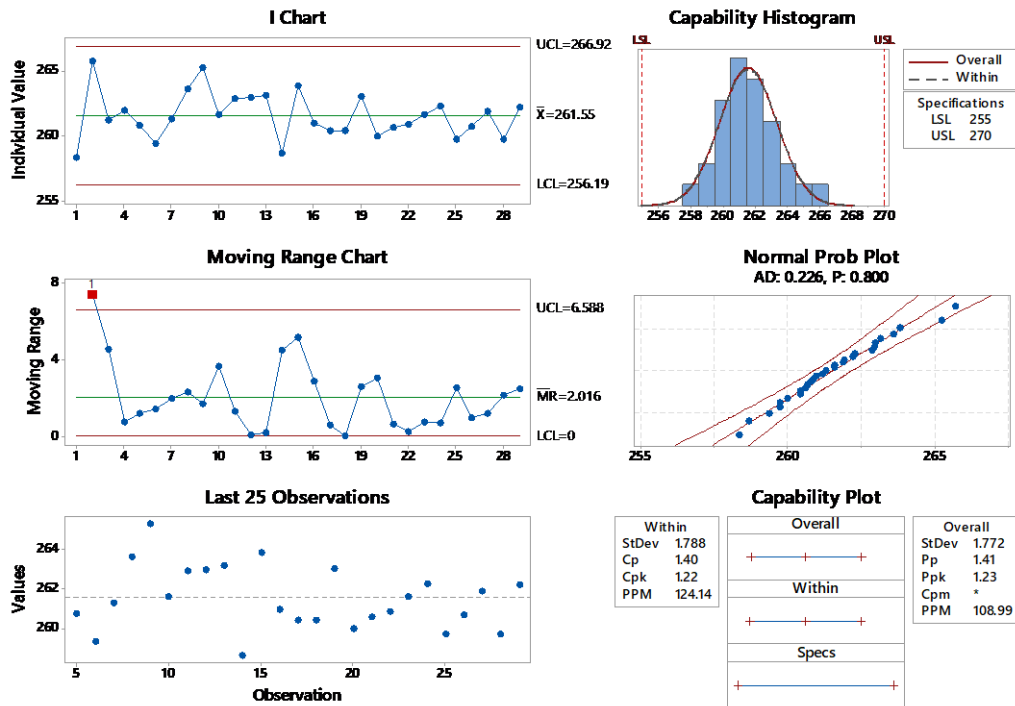 I Chart
Individual Value
265
260
255
UCL=266.92
X=261.55
LCL=256.19
1 4 7 10 13 16 19 22 25 28
Capability Histogram
LSL USL
256 258 260 262 264 266 268 270
Overall
Within
Specifications
LSL 255
USL 270
Moving Range Chart
Moving Range
8
4
0
1
UCL=6.588
MR=2.016
LCL=0
1 4 7 10 13 16 19 22 25 28
Normal Prob Plot
AD: 0.226, P: 0.800
255 260 265
Last 25 Observations
Values
264
262
260
5 10 15 20 25
Observation
Capability Plot
Within
StDev 1.788
Cp 1.40
Cpk 1.22
PPM 124.14
Overall
Within
Specs
Overall
StDev 1.772
Pp 1.41
Ppk 1.23
Cpm *
PPM 108.99